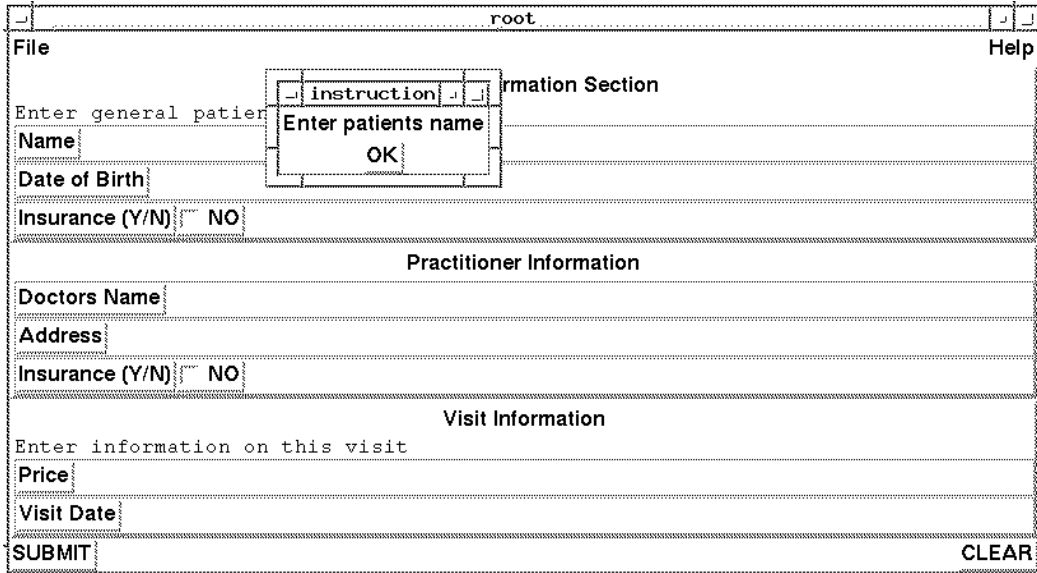 root
File Help
rmation Section
Enter general patien
instruction
Enter patients name
OK
Name
Date of Birth
Insurance (Y/N) NO
Practitioner Information
Doctors Name
Address
Insurance (Y/N) NO
Visit Information
Enter information on this visit
Price
Visit Date
SUBMIT CLEAR